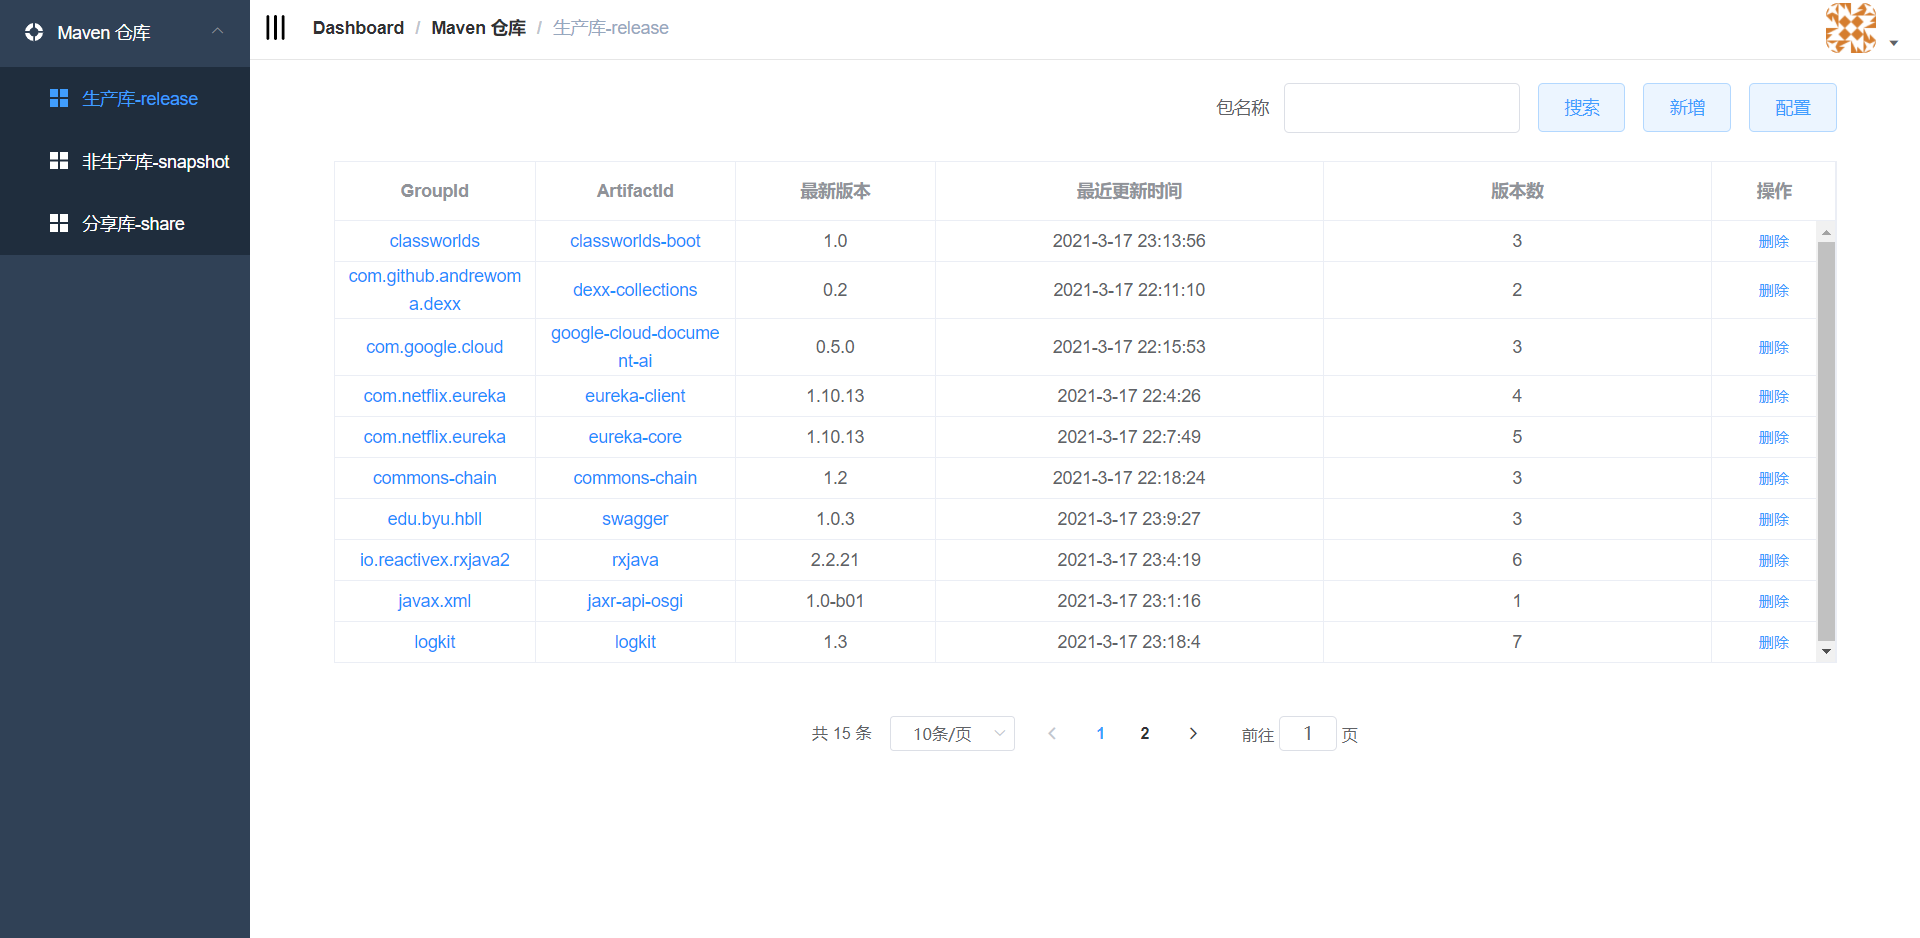 Maven 仓库
生产库-release
非生产库-snapshot
分享库-share
Dashboard / Maven 仓库 / 生产库-release
包名称 搜索 新增 配置
GroupId ArtifactId 最新版本 最近更新时间 版本数 操作
classworlds classworlds-boot 1.0 2021-3-17 23:13:56 3 删除
com.github.andrewom
a.dexx dexx-collections 0.2 2021-3-17 22:11:10 2 删除
com.google.cloud google-cloud-docume
nt-ai 0.5.0 2021-3-17 22:15:53 3 删除
com.netflix.eureka eureka-client 1.10.13 2021-3-17 22:4:26 4 删除
com.netflix.eureka eureka-core 1.10.13 2021-3-17 22:7:49 5 删除
commons-chain commons-chain 1.2 2021-3-17 22:18:24 3 删除
edu.byu.hbll swagger 1.0.3 2021-3-17 23:9:27 3 删除
io.reactivex.rxjava2 rxjava 2.2.21 2021-3-17 23:4:19 6 删除
javax.xml jaxr-api-osgi 1.0-b01 2021-3-17 23:1:16 1 删除
logkit logkit 1.3 2021-3-17 23:18:4 7 删除
共 15 条 10条/页 1 2 前往 1 页